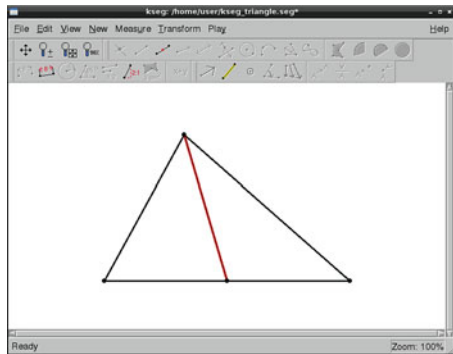 kseg: /home/user/kseg_triangle.seg*
File Edit View New Measure Transform Play Help
Ready Zoom: 100%